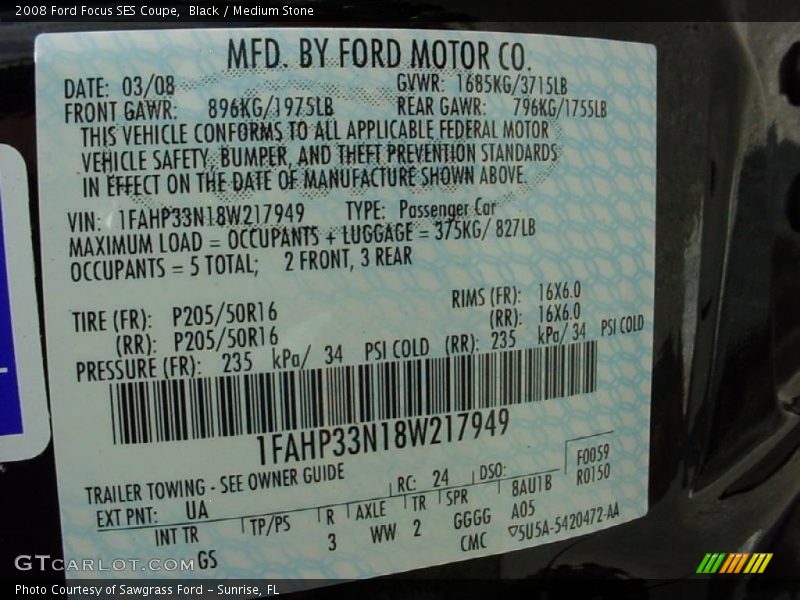 2008 Ford Focus SES Coupe,  Black / Medium Stone
MFD. BY FORD MOTOR CO.
DATE: 03/08 GVWR: 1685KG/3715LB
FRONT GAWR: 896KG/1975LB REAR GAWR: 796KG/1755LB
THIS VEHICLE CONFORMS TO ALL APPLICABLE FEDERAL MOTOR
VEHICLE SAFETY, BUMPER, AND THEFT PREVENTION STANDARDS
IN EFFECT ON THE DATE OF MANUFACTURE SHOWN ABOVE.
VIN: 1FAHP33N18W217949 TYPE: Passenger Car
MAXIMUM LOAD = OCCUPANTS + LUGGAGE = 375KG/ 827LB
OCCUPANTS = 5 TOTAL; 2 FRONT, 3 REAR
TIRE (FR): P205/50R16 RIMS (FR): 16X6.0
(RR): P205/50R16 (RR): 16X6.0
PRESSURE (FR): 235 kPa/ 34 PSI COLD (RR): 235 kPa/ 34 PSI COLD
1FAHP33N18W217949
TRAILER TOWING - SEE OWNER GUIDE RC: 24 DSO: F0059
EXT PNT: UA R0150
INT TR TP/PS R AXLE TR SPR 8AU1B
GS 3 WW 2 GGGG A05
CMC ▽5U5A-5420472-AA
GTCARLOT.COM
Photo Courtesy of Sawgrass Ford - Sunrise, FL